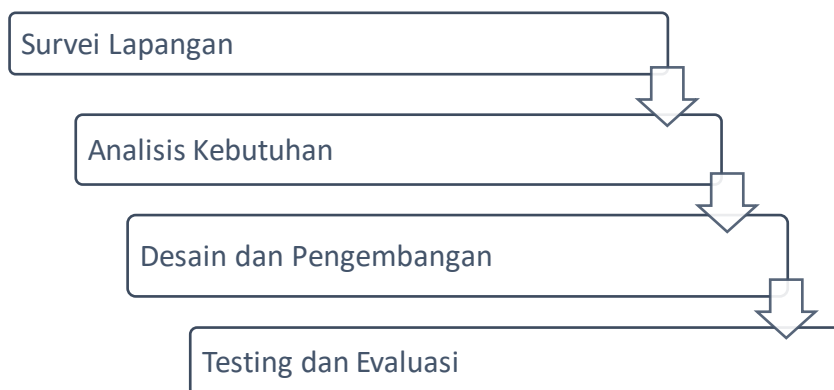 Survei Lapangan
Analisis Kebutuhan
Desain dan Pengembangan
Testing dan Evaluasi